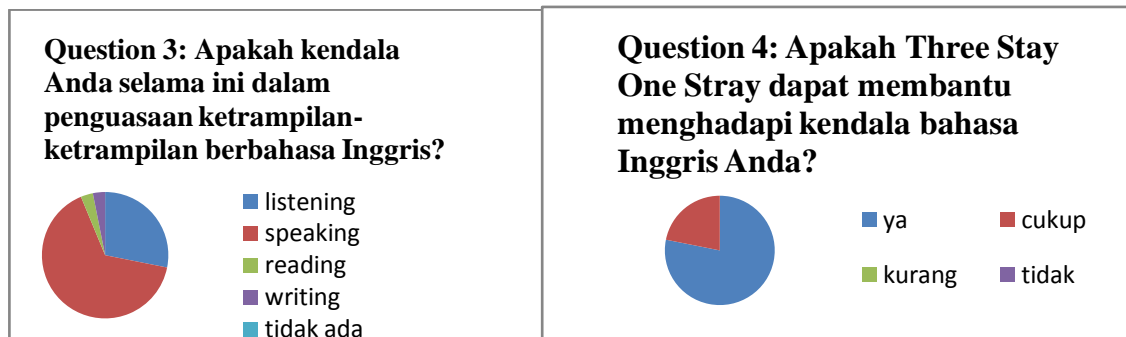 Question 3: Apakah kendala
Anda selama ini dalam
penguasaan ketrampilan-
ketrampilan berbahasa Inggris?
listening
speaking
reading
writing
tidak ada
Question 4: Apakah Three Stay
One Stray dapat membantu
menghadapi kendala bahasa
Inggris Anda?
ya
cukup
kurang
tidak